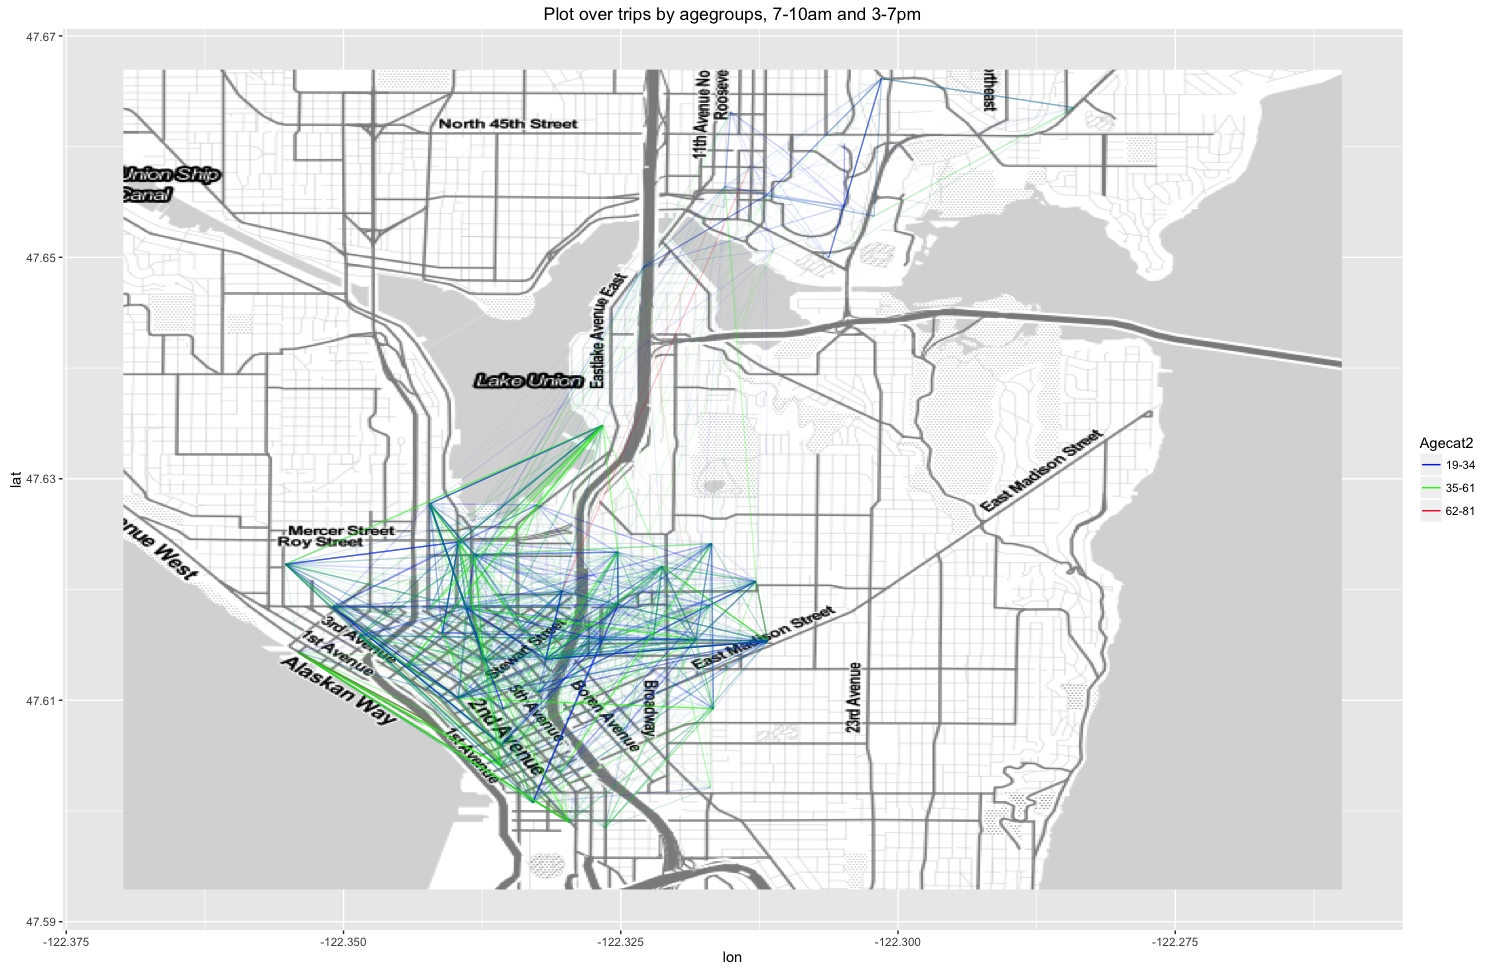 Plot over trips by agegroups, 7-10am and 3-7pm
47.67
47.65
47.63
47.61
47.59
lat
-122.375
-122.350
-122.325
-122.300
-122.275
lon
North 45th Street
11th Avenue No
Rooseve
ortheast
Union Ship
Canal
Eastlake Avenue East
Lake Union
East Madison Street
Mercer Street
Roy Street
enue West
3rd Avenue
1st Avenue
Alaskan Way
Stewart Street
5th Avenue
2nd Avenue
1st Avenue
Boren Avenue
Broadway
East Madison Street
23rd Avenue
Agecat2
19-34
35-61
62-81